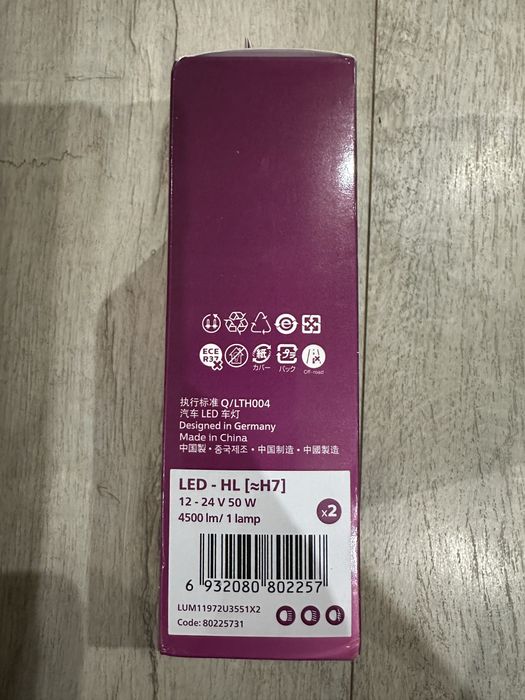 ECE
R37
紙
カバー
プラ
パック
Off-road
执行标准 Q/LTH004
汽车 LED 车灯
Designed in Germany
Made in China
中国製・중국제조・中国制造・中國製造
LED - HL [≈H7]
12 - 24 V 50 W
4500 lm/ 1 lamp
x2
6 932080 802257
LUM11972U3551X2
Code: 80225731